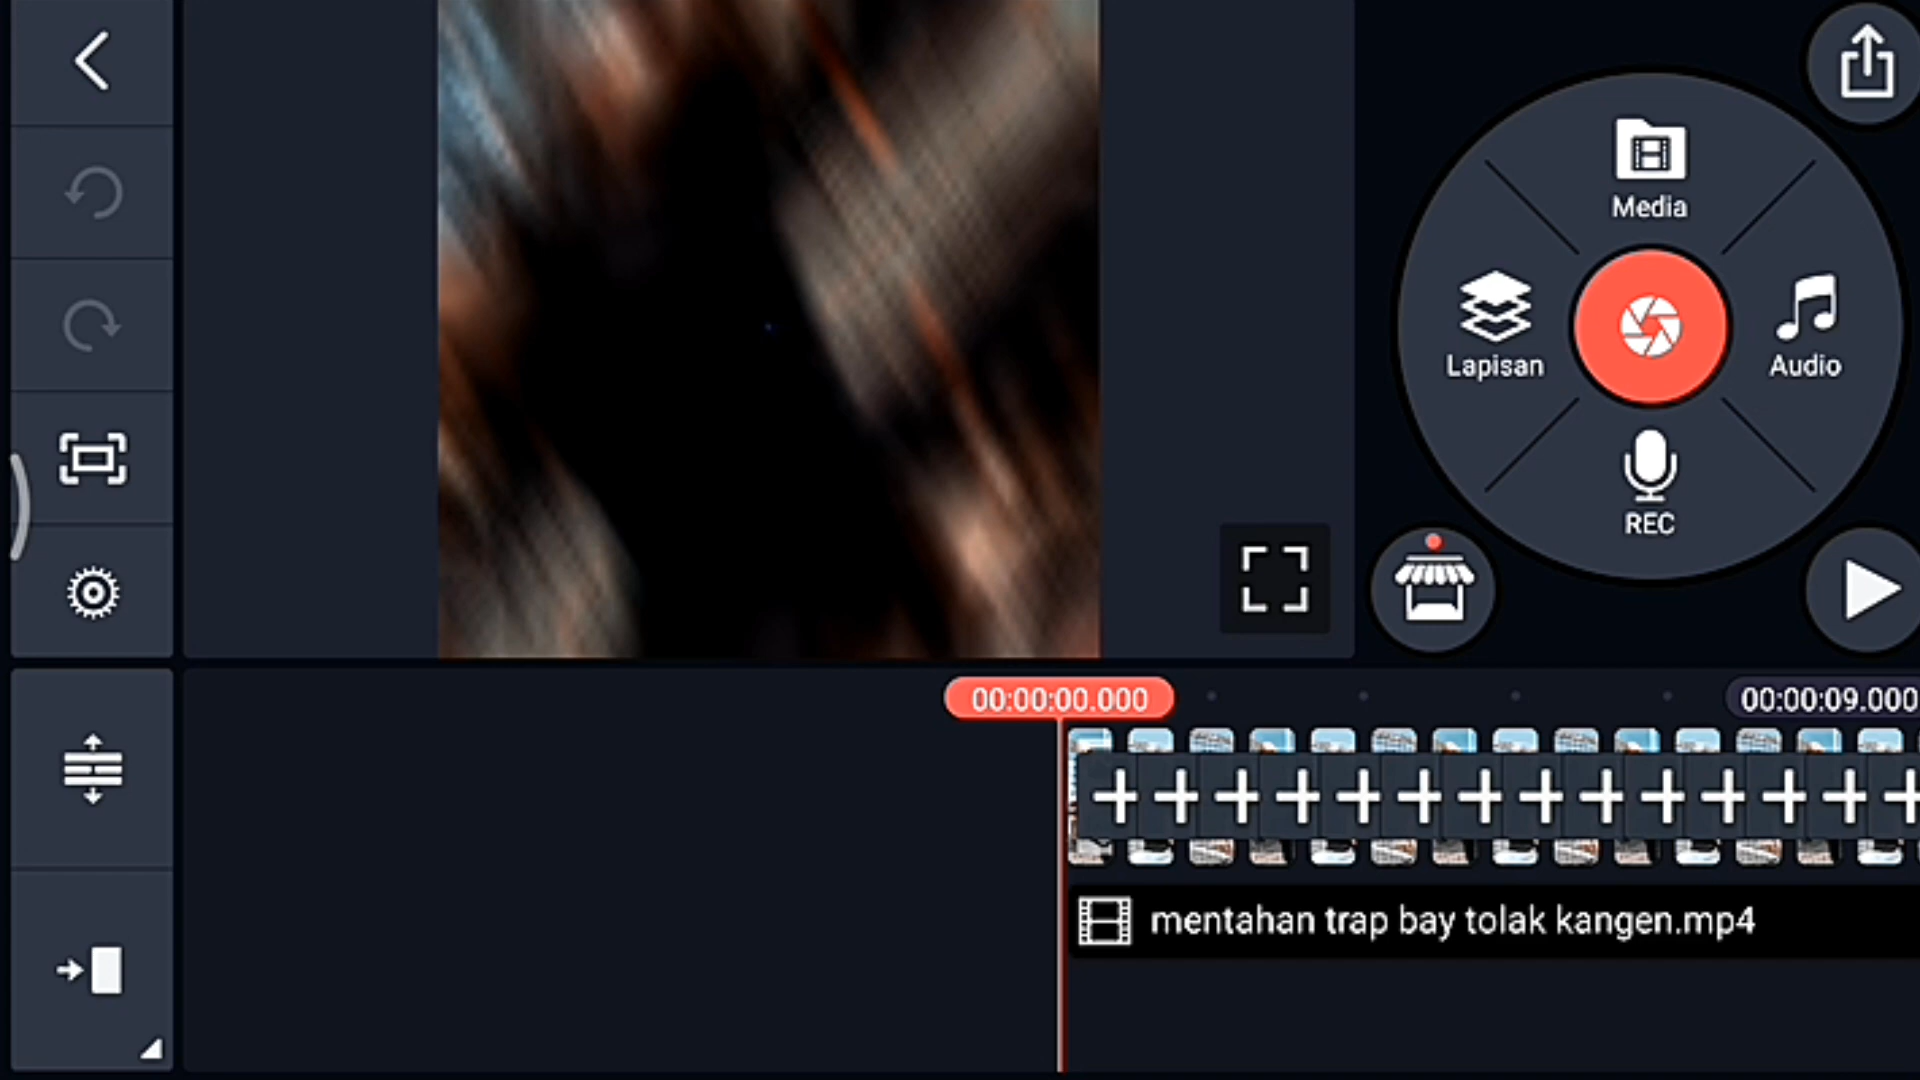 Media
Lapisan
Audio
REC
00:00:00.000
00:00:09.000
mentahan trap bay tolak kangen.mp4